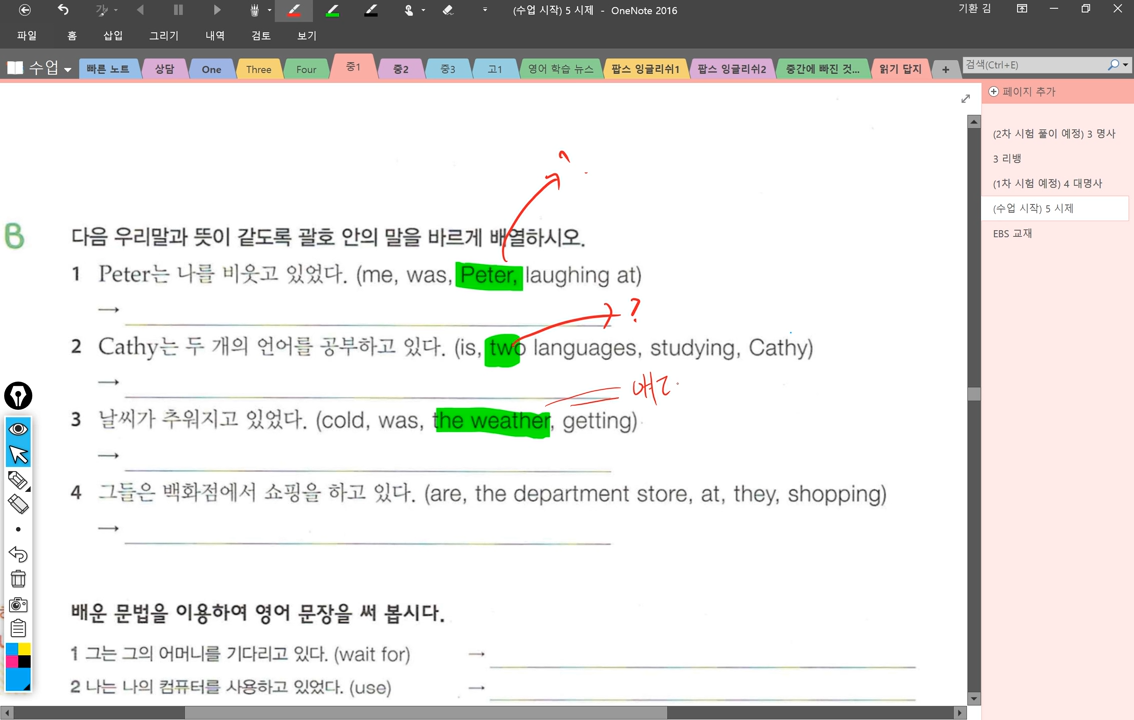 (수업 시작) 5 시제 - OneNote 2016
기환 김
파일 홈 삽입 그리기 내역 검토 보기
수업 빠른 노트 상담 One Three Four 중1 중2 중3 고1 영어 학습 뉴스 팝스 잉글리쉬1 팝스 잉글리쉬2 중간에 빠진 것... 읽기 답지 + 검색(Ctrl+E)
페이지 추가
(2차 시험 풀이 예정) 3 명사
3 리뱅
(1차 시험 예정) 4 대명사
(수업 시작) 5 시제
EBS 교재
B 다음 우리말과 뜻이 같도록 괄호 안의 말을 바르게 배열하시오.
1 Peter는 나를 비웃고 있었다. (me, was, Peter, laughing at)
→
?
2 Cathy는 두 개의 언어를 공부하고 있다. (is, two languages, studying, Cathy)
→
3 날씨가 추워지고 있었다. (cold, was, the weather, getting)
→
4 그들은 백화점에서 쇼핑을 하고 있다. (are, the department store, at, they, shopping)
→
배운 문법을 이용하여 영어 문장을 써 봅시다.
1 그는 그의 어머니를 기다리고 있다. (wait for) →
2 나는 나의 컴퓨터를 사용하고 있었다. (use) →